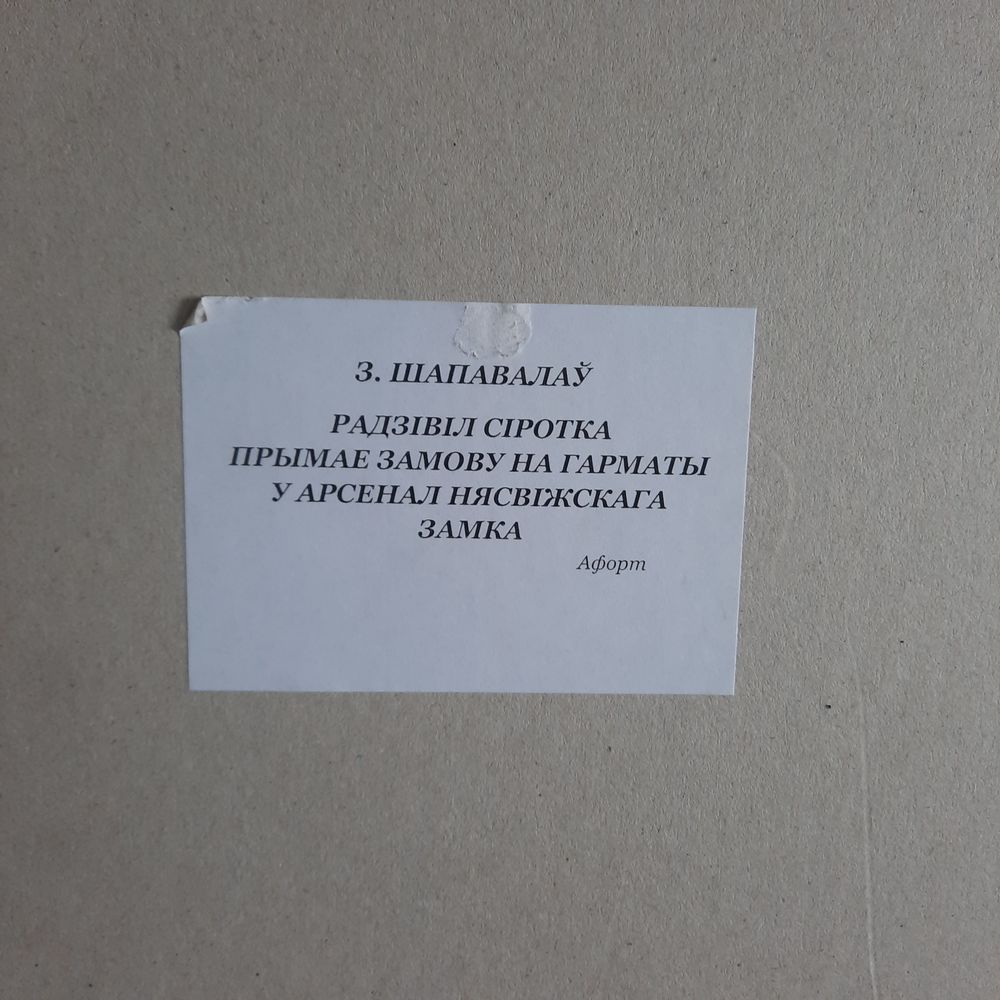 З. ШАПАВАЛАЎ
РАДЗІВІЛ СІРОТКА
ПРЫМАЕ ЗАМОВУ НА ГАРМАТЫ
У АРСЕНАЛ НЯСВІЖСКАГА
ЗАМКА
Афорт